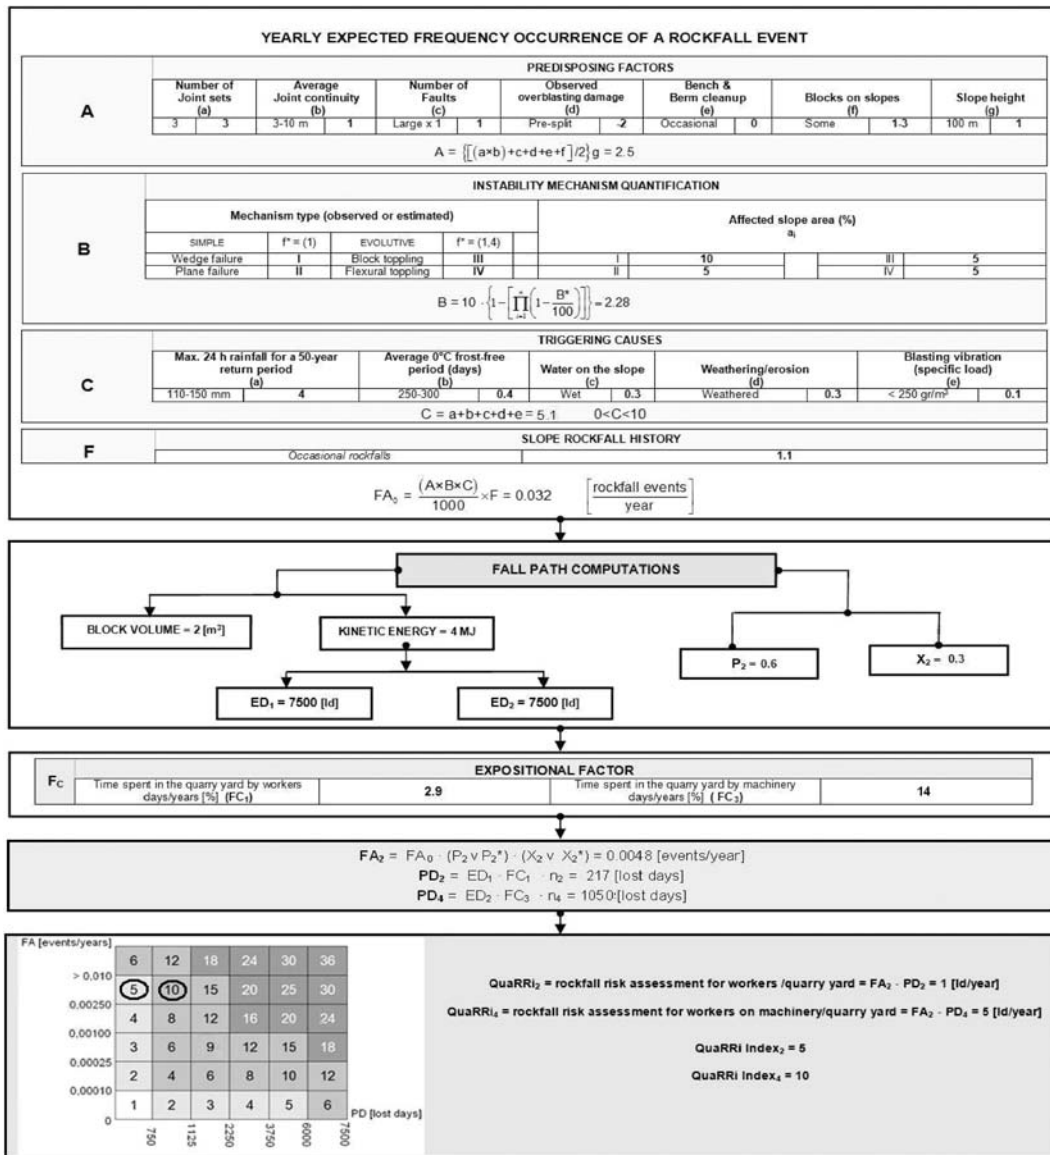 YEARLY EXPECTED FREQUENCY OCCURRENCE OF A ROCKFALL EVENT
A
PREDISPOSING FACTORS
Number of Joint sets (a) Average Joint continuity (b) Number of Faults (c) Observed overblasting damage (d) Bench & Berm cleanup (e) Blocks on slopes (f) Slope height (g)
3 3 3-10 m 1 Large x 1 1 Pre-split -2 Occasional 0 Some 1-3 100 m 1
A = {[(a×b)+c+d+e+f]/2}g = 2.5
B
INSTABILITY MECHANISM QUANTIFICATION
Mechanism type (observed or estimated) Affected slope area (%) aᵢ
SIMPLE f* = (1) EVOLUTIVE f* = (1,4)
Wedge failure I Block toppling III I 10 III 5
Plane failure II Flexural toppling IV II 5 IV 5
B = 10 · {1-[∏(1-B*/100)]} = 2.28
C
TRIGGERING CAUSES
Max. 24 h rainfall for a 50-year return period (a) Average 0°C frost-free period (days) (b) Water on the slope (c) Weathering/erosion (d) Blasting vibration (specific load) (e)
110-150 mm 4 250-300 0.4 Wet 0.3 Weathered 0.3 < 250 gr/m³ 0.1
C = a+b+c+d+e = 5.1 0<C<10
F
SLOPE ROCKFALL HISTORY
Occasional rockfalls 1.1
FA₀ = (A×B×C)/1000 ×F = 0.032 [rockfall events/year]
FALL PATH COMPUTATIONS
BLOCK VOLUME = 2 [m³] KINETIC ENERGY = 4 MJ
P₂ = 0.6 X₂ = 0.3
ED₁ = 7500 [ld] ED₂ = 7500 [ld]
F_C
EXPOSITIONAL FACTOR
Time spent in the quarry yard by workers days/years [%] (FC₁) 2.9 Time spent in the quarry yard by machinery days/years [%] ( FC₃) 14
FA₂ = FA₀ · (P₂ v P₂*) · (X₂ v X₂*) = 0.0048 [events/year]
PD₂ = ED₁ · FC₁ · n₂ = 217 [lost days]
PD₄ = ED₂ · FC₃ · n₄ = 1050:[lost days]
FA [events/years]
6 12 18 24 30 36
> 0,010
5 10 15 20 25 30
0,00250
4 8 12 16 20 24
0,00100
3 6 9 12 15 18
0,00025
2 4 6 8 10 12
0,00010
1 2 3 4 5 6
0
PD [lost days]
750 1125 2250 3750 6000 7500
QuaRRi₂ = rockfall risk assessment for workers /quarry yard = FA₂ · PD₂ = 1 [ld/year]
QuaRRi₄ = rockfall risk assessment for workers on machinery/quarry yard = FA₂ · PD₄ = 5 [ld/year]
QuaRRi Index₂ = 5
QuaRRi Index₄ = 10